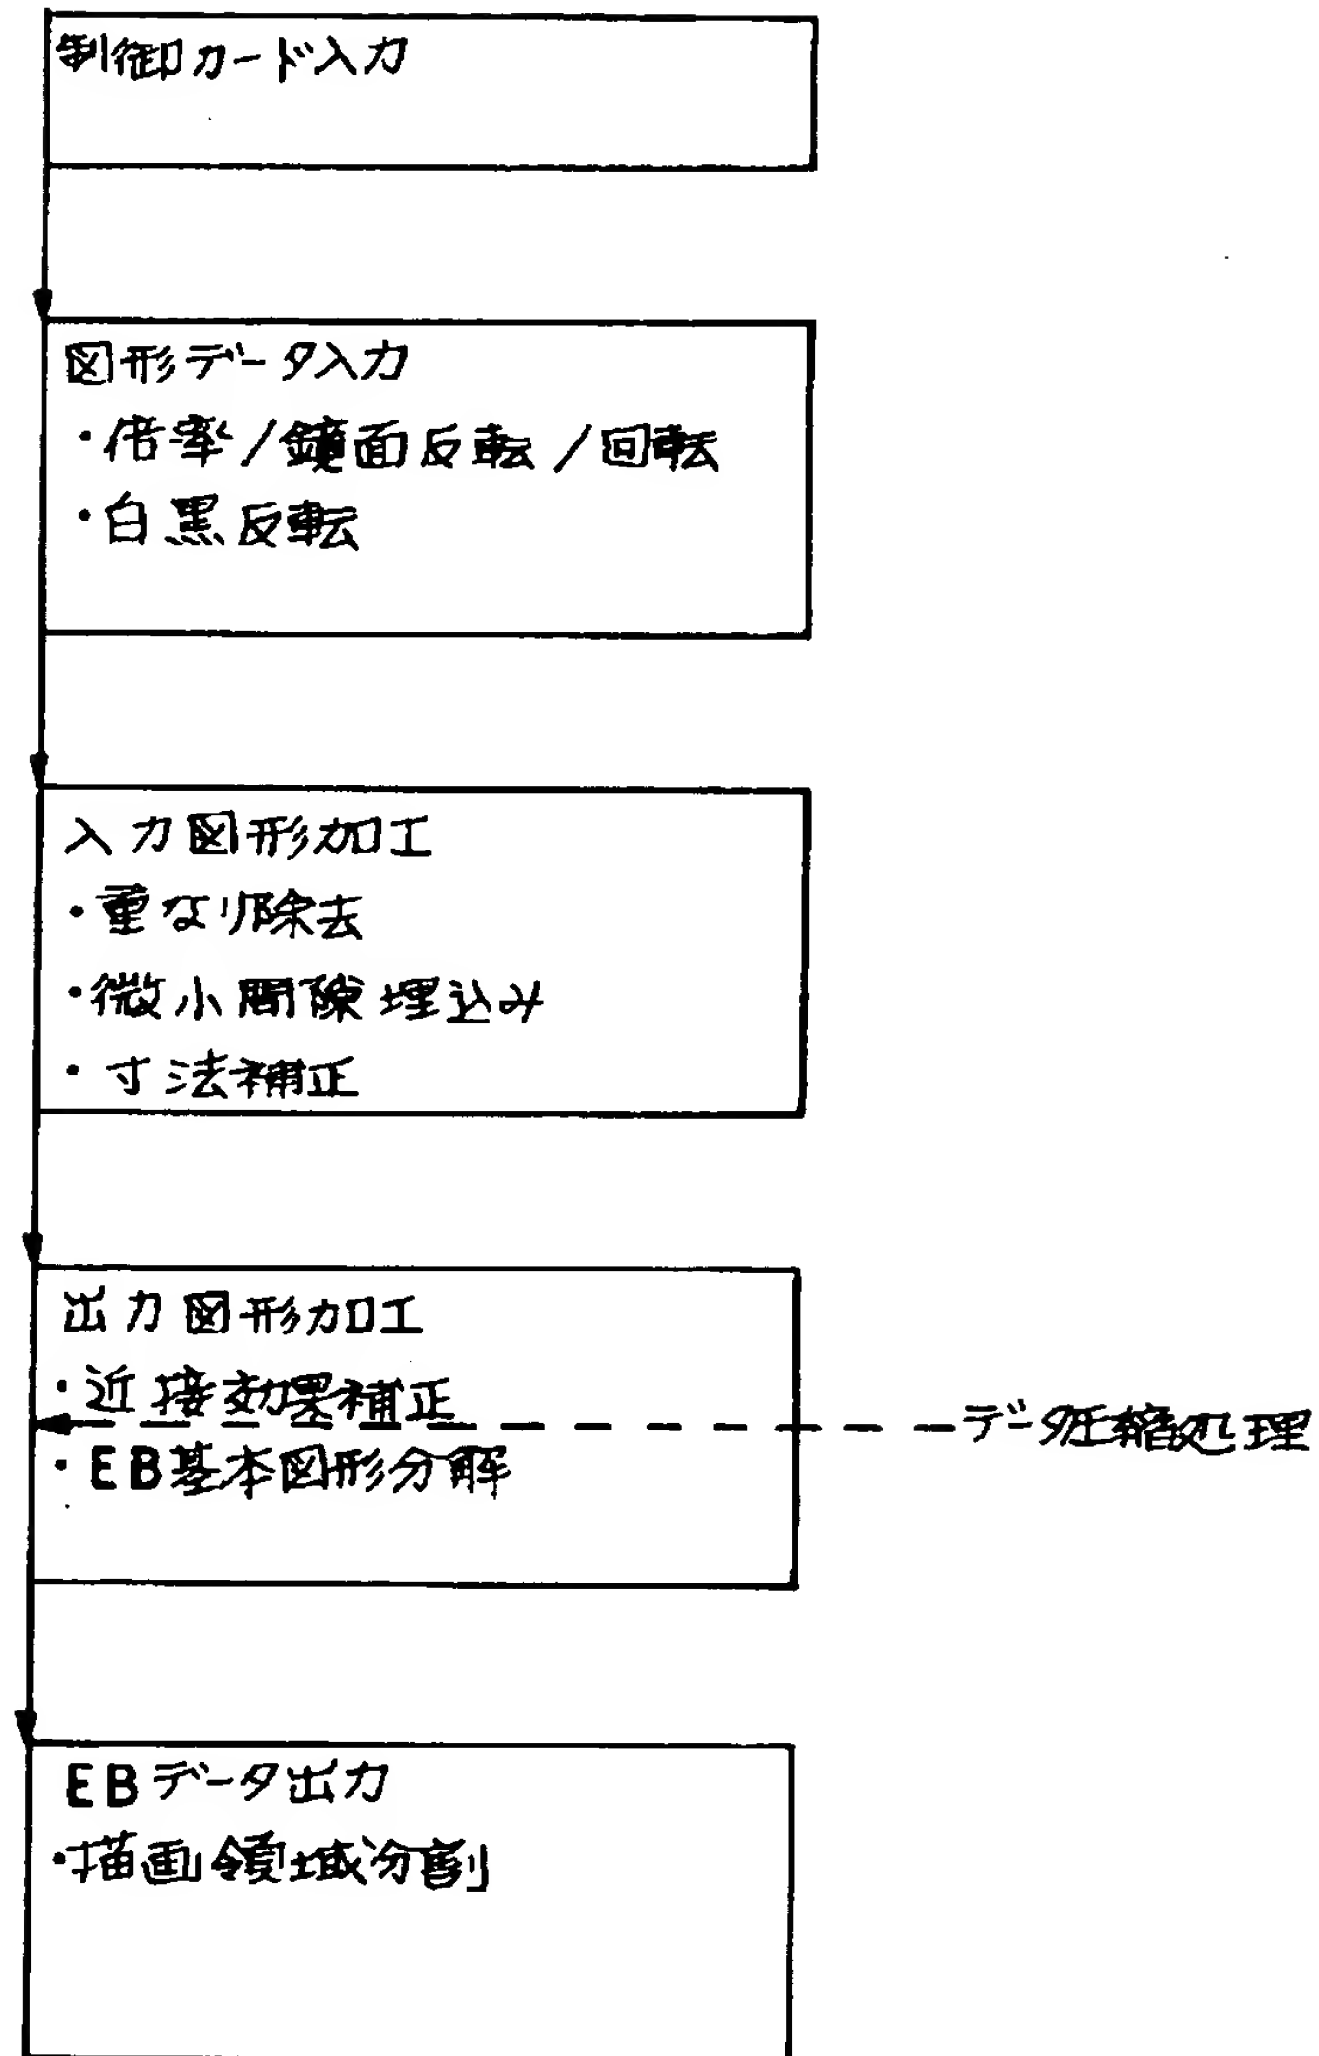 制御カード入力
図形データ入力
・倍率/鏡面反転/回転
・白黒反転
入力図形加工
・重なり除去
・微小間隙埋込み
・寸法補正
出力図形加工
・近接効果補正
データ圧縮処理
・EB基本図形分解
EBデータ出力
・描画領域分割